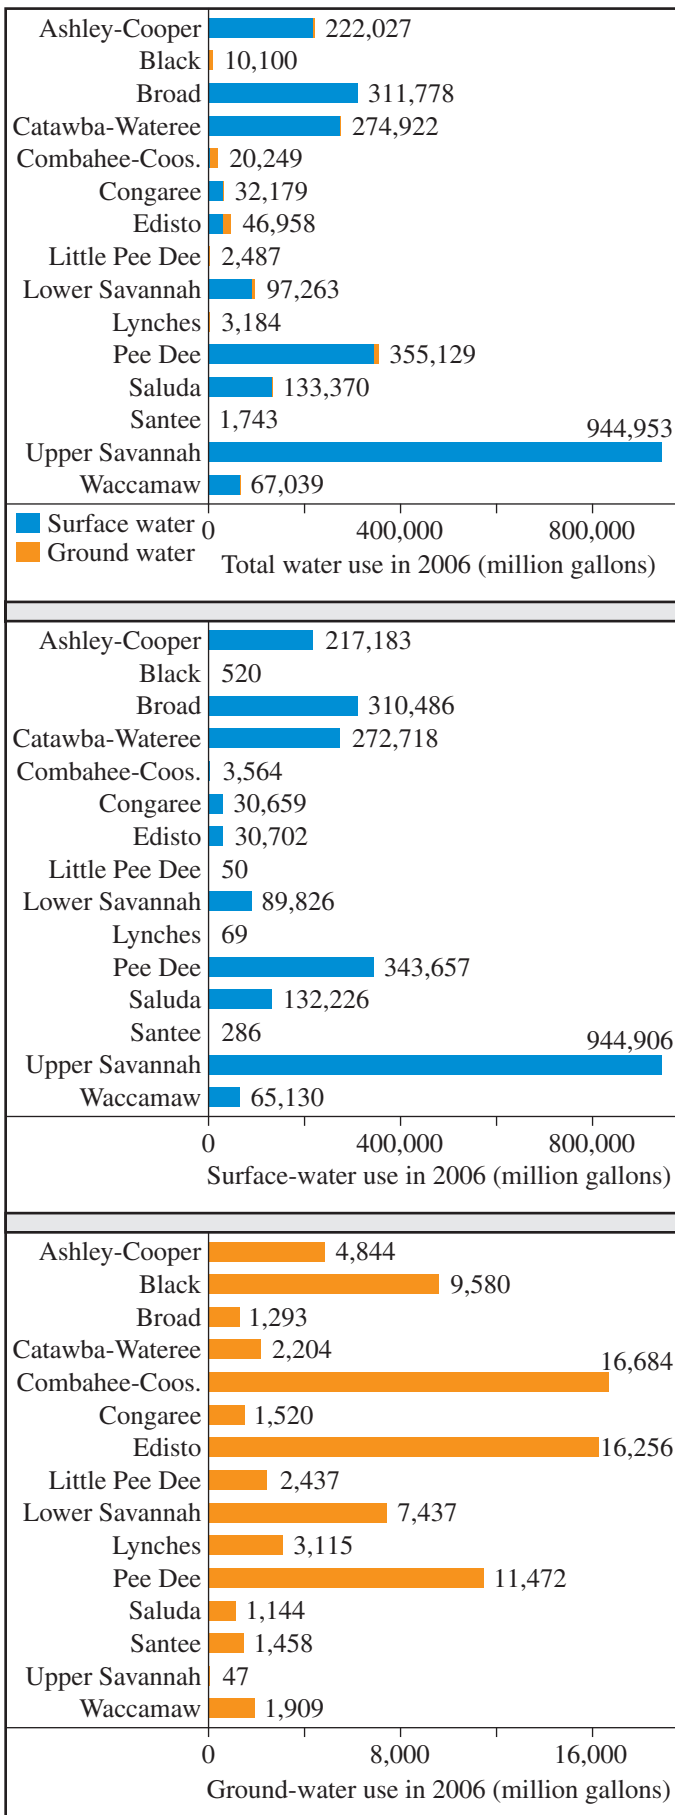 Ashley-Cooper 222,027
Black 10,100
Broad 311,778
Catawba-Wateree 274,922
Combahee-Coos. 20,249
Congaree 32,179
Edisto 46,958
Little Pee Dee 2,487
Lower Savannah 97,263
Lynches 3,184
Pee Dee 355,129
Saluda 133,370
Santee 1,743
944,953
Upper Savannah
Waccamaw 67,039
0 400,000 800,000
Surface water
Ground water
Total water use in 2006 (million gallons)
Ashley-Cooper 217,183
Black 520
Broad 310,486
Catawba-Wateree 272,718
Combahee-Coos. 3,564
Congaree 30,659
Edisto 30,702
Little Pee Dee 50
Lower Savannah 89,826
Lynches 69
Pee Dee 343,657
Saluda 132,226
Santee 286
944,906
Upper Savannah
Waccamaw 65,130
0 400,000 800,000
Surface-water use in 2006 (million gallons)
Ashley-Cooper 4,844
Black 9,580
Broad 1,293
Catawba-Wateree 2,204
16,684
Combahee-Coos.
Congaree 1,520
Edisto 16,256
Little Pee Dee 2,437
Lower Savannah 7,437
Lynches 3,115
Pee Dee 11,472
Saluda 1,144
Santee 1,458
Upper Savannah 47
Waccamaw 1,909
0 8,000 16,000
Ground-water use in 2006 (million gallons)